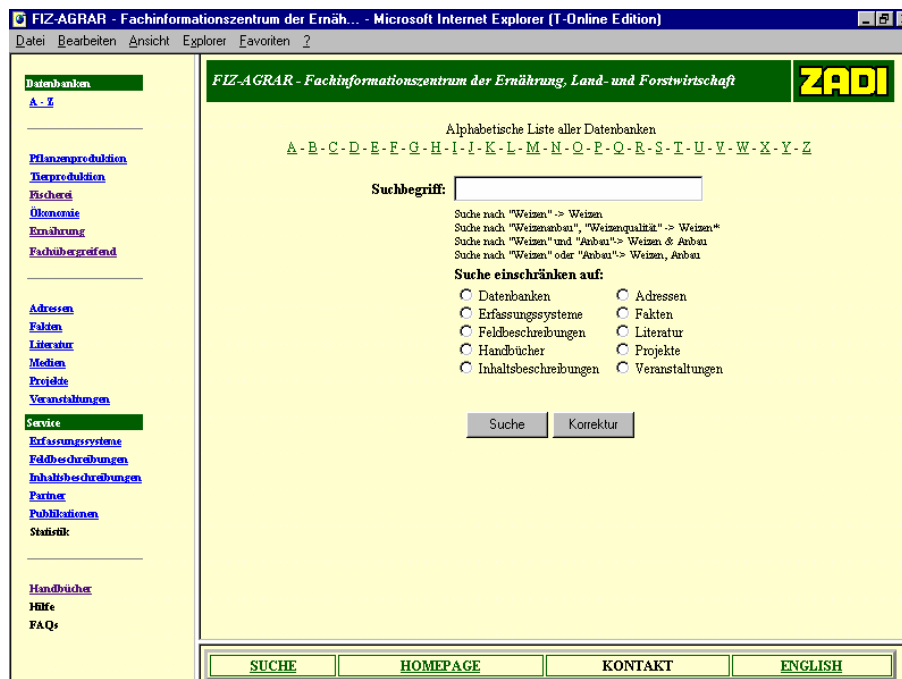 FIZ-AGRAR - Fachinformationszentrum der Ernäh... - Microsoft Internet Explorer (T-Online Edition)
Datei Bearbeiten Ansicht Explorer Favoriten ?
Datenbanken
A - Z
Pflanzenproduktion
Tierproduktion
Fischerei
Ökonomie
Ernährung
Fachübergreifend
Adressen
Fakten
Literatur
Medien
Projekte
Veranstaltungen
Service
Erfassungssysteme
Feldbeschreibungen
Inhaltsbeschreibungen
Partner
Publikationen
Statistik
Handbücher
Hilfe
FAQs
FIZ-AGRAR - Fachinformationszentrum der Ernährung, Land- und Forstwirtschaft
ZADI
Alphabetische Liste aller Datenbanken
A - B - C - D - E - F - G - H - I - J - K - L - M - N - O - P - Q - R - S - T - U - V - W - X - Y - Z
Suchbegriff:
Suche nach "Weizen" -> Weizen
Suche nach "Weizenanbau", "Weizenqualität" -> Weizen*
Suche nach "Weizen" und "Anbau"-> Weizen & Anbau
Suche nach "Weizen" oder "Anbau"-> Weizen, Anbau
Suche einschränken auf:
Datenbanken Adressen
Erfassungssysteme Fakten
Feldbeschreibungen Literatur
Handbücher Projekte
Inhaltsbeschreibungen Veranstaltungen
Suche Korrektur
SUCHE HOMEPAGE KONTAKT ENGLISH